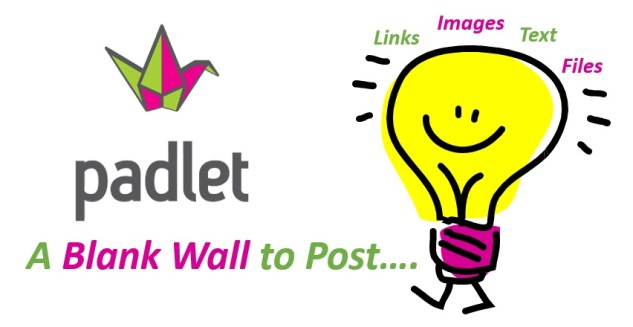 padlet
A Blank Wall to Post....
Links
Images
Text
Files